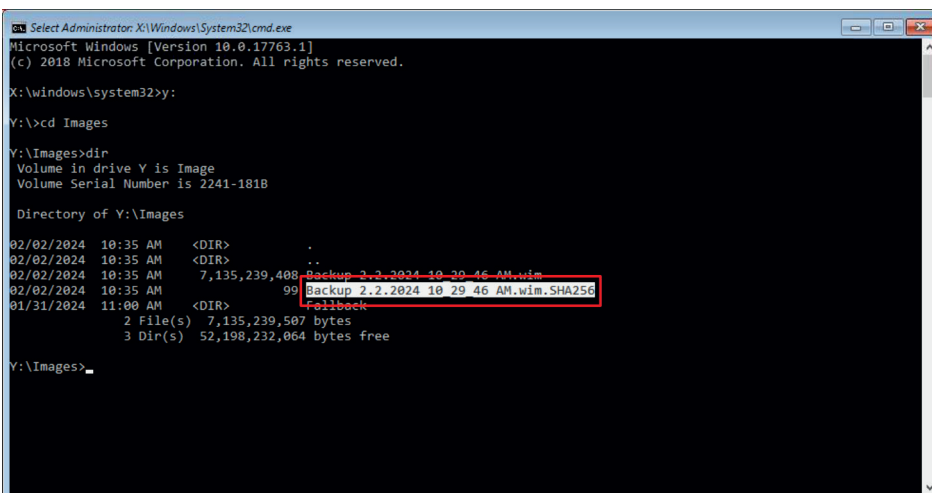 Select Administrator: X:\Windows\System32\cmd.exe
Microsoft Windows [Version 10.0.17763.1]
(c) 2018 Microsoft Corporation. All rights reserved.
X:\windows\system32>y:
Y:\>cd Images
Y:\Images>dir
Volume in drive Y is Image
Volume Serial Number is 2241-181B
Directory of Y:\Images
02/02/2024  10:35 AM    <DIR>          .
02/02/2024  10:35 AM    <DIR>          ..
02/02/2024  10:35 AM     7,135,239,408 Backup 2.2.2024 10_29_46 AM.wim
02/02/2024  10:35 AM                99 Backup 2.2.2024 10_29_46 AM.wim.SHA256
01/31/2024  11:00 AM    <DIR>          Fallback
2 File(s)  7,135,239,507 bytes
3 Dir(s)  52,198,232,064 bytes free
Y:\Images>